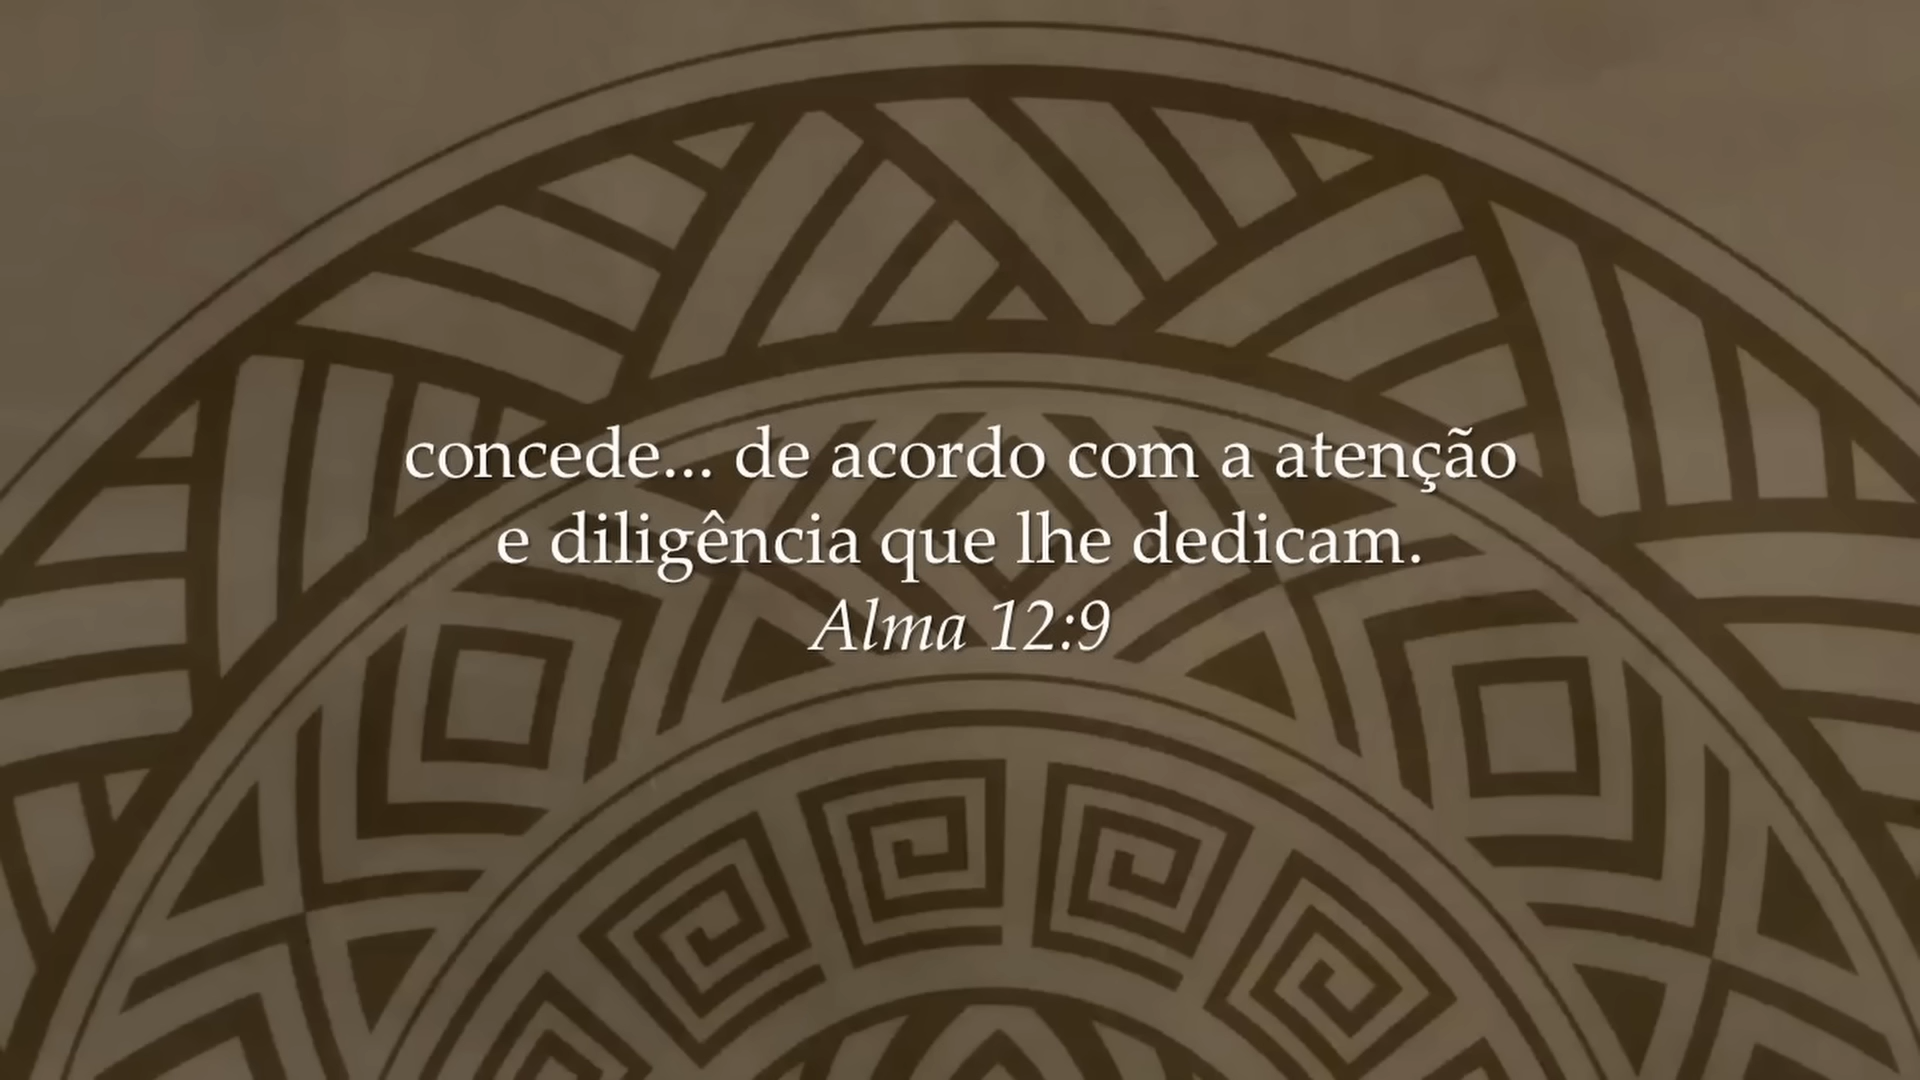 concede... de acordo com a atenção
e diligência que lhe dedicam.
Alma 12:9